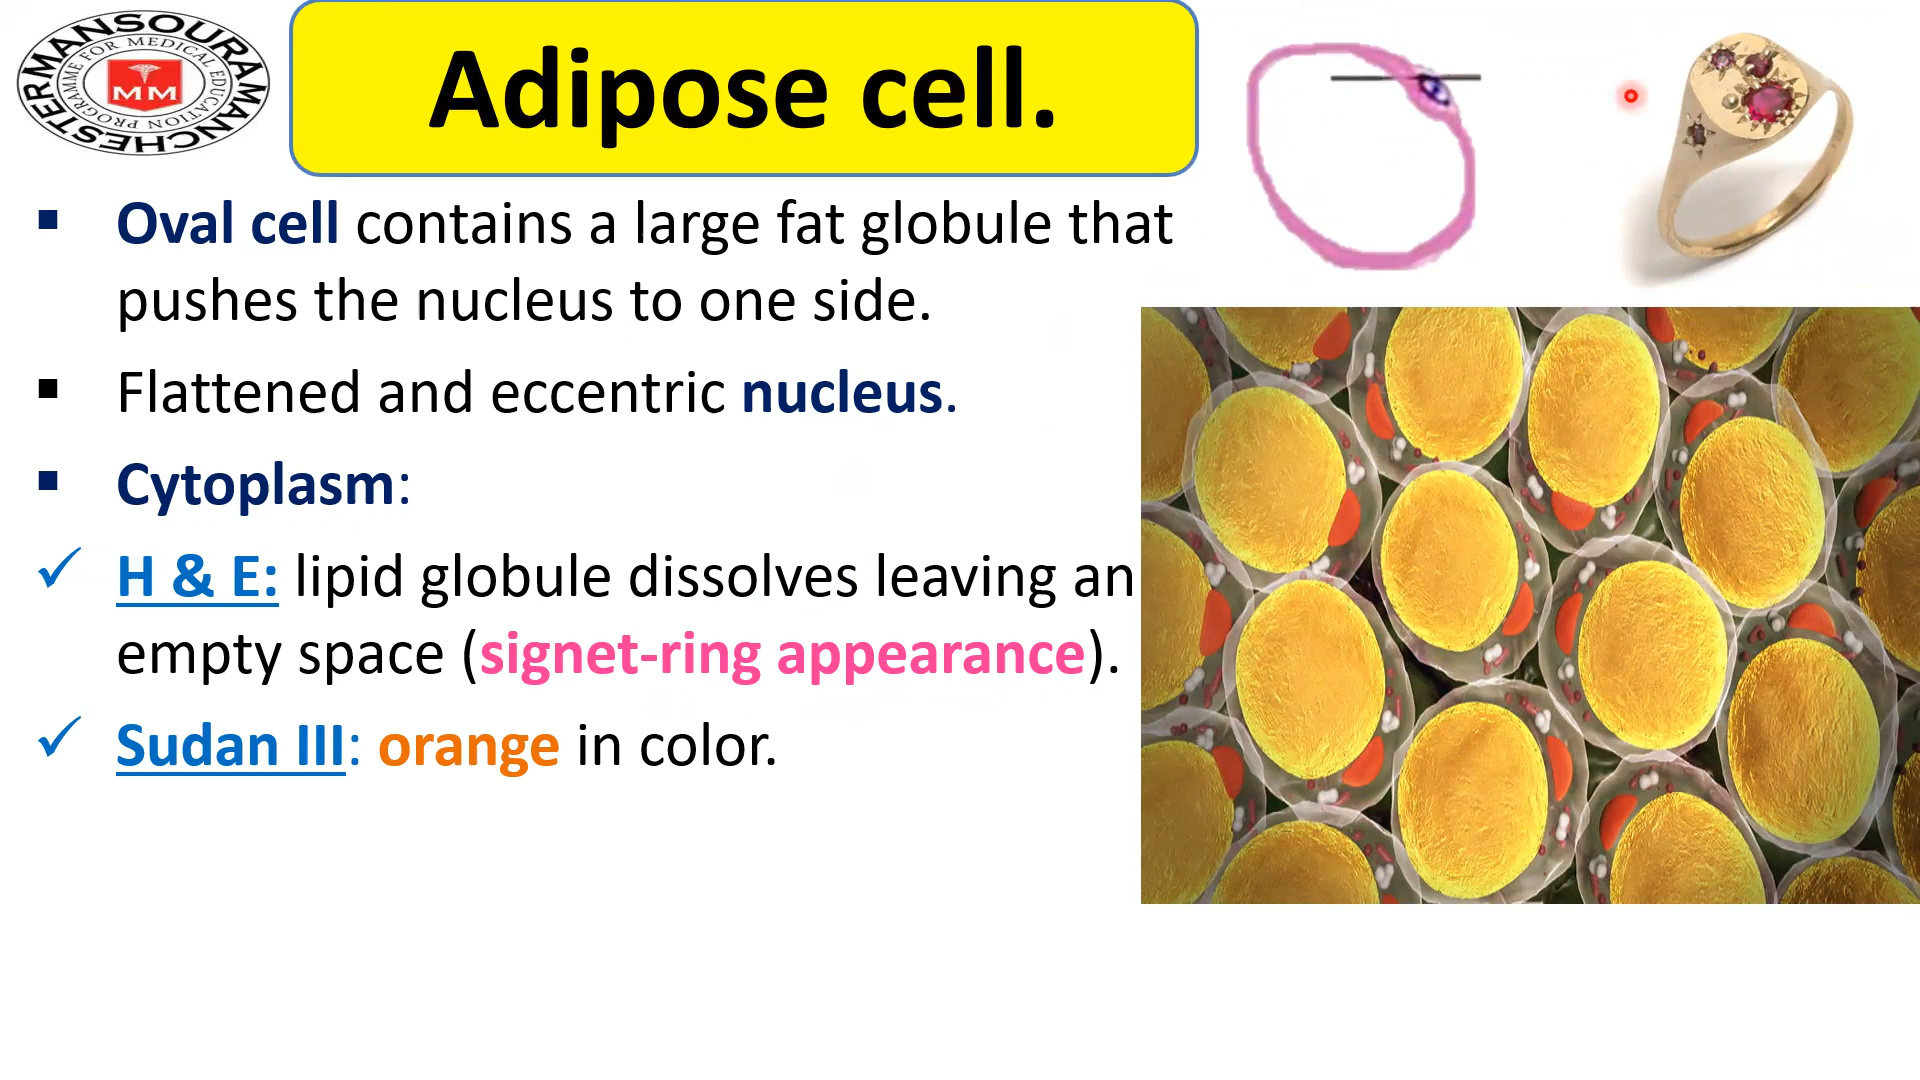 MANSOURA MANCHESTER
PROGRAMME FOR MEDICAL EDUCATION
MM
Adipose cell.
▪ Oval cell contains a large fat globule that
pushes the nucleus to one side.
▪ Flattened and eccentric nucleus.
▪ Cytoplasm:
✓ H & E: lipid globule dissolves leaving an
empty space (signet-ring appearance).
✓ Sudan III: orange in color.